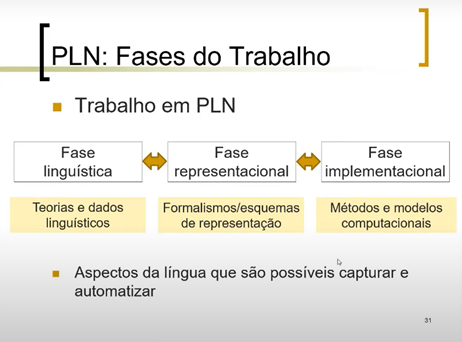 PLN: Fases do Trabalho
Trabalho em PLN
Fase
linguística
Fase
representacional
Fase
implementacional
Teorias e dados
linguísticos
Formalismos/esquemas
de representação
Métodos e modelos
computacionais
Aspectos da língua que são possíveis capturar e
automatizar
31